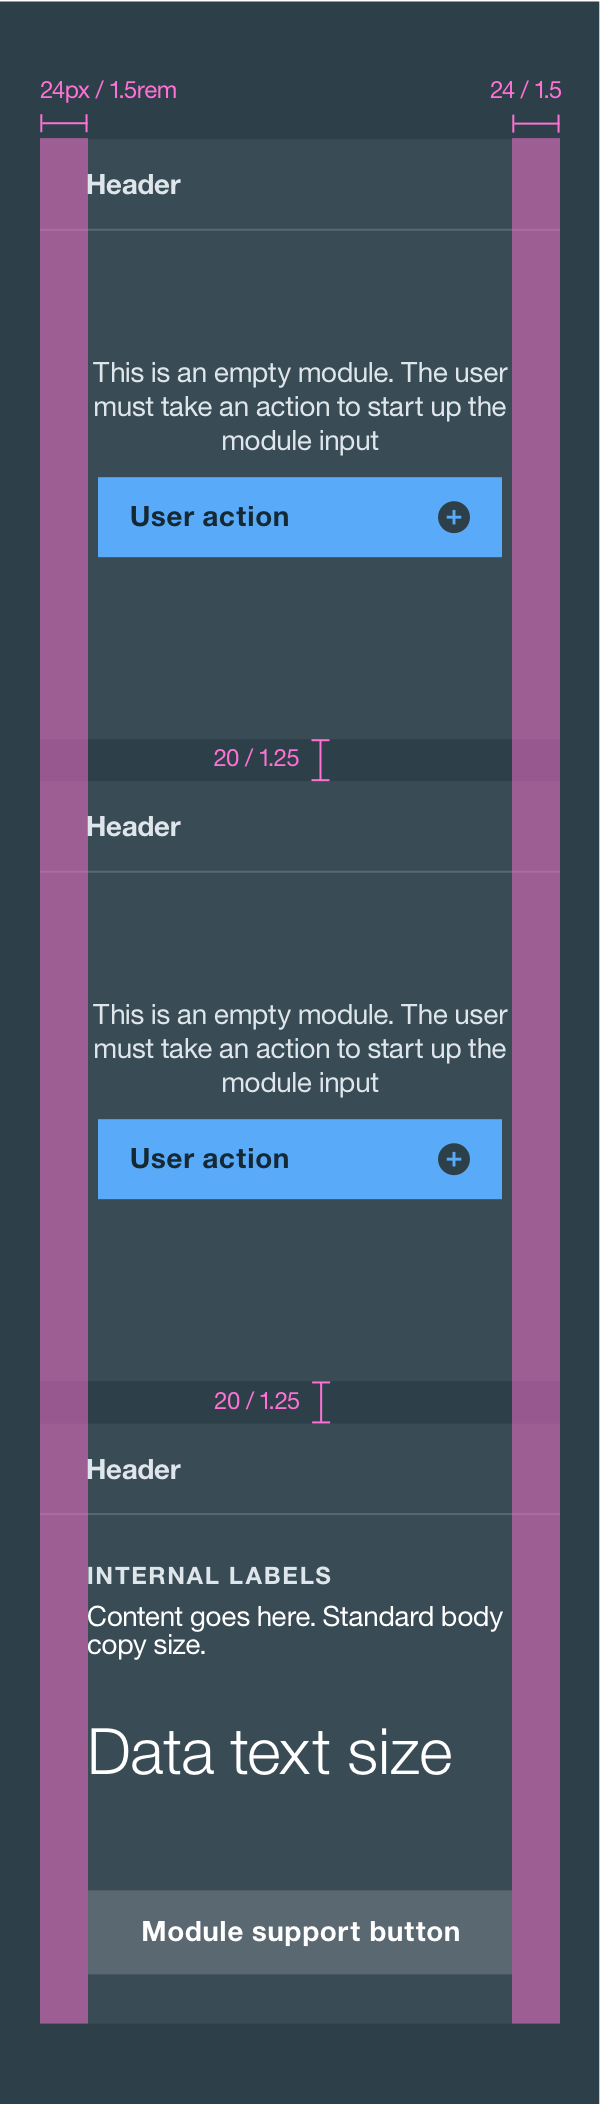 24px / 1.5rem
24 / 1.5
Header
This is an empty module. The user
must take an action to start up the
module input
User action
20 / 1.25
Header
This is an empty module. The user
must take an action to start up the
module input
User action
20 / 1.25
Header
INTERNAL LABELS
Content goes here. Standard body
copy size.
Data text size
Module support button